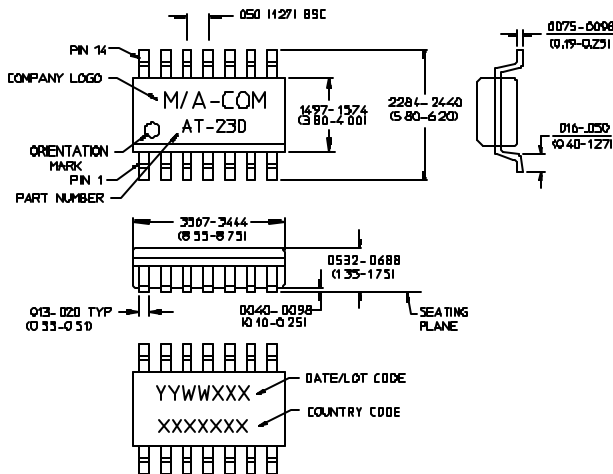 .050 (1.27) BSC
PIN 14
COMPANY LOGO
M/A-COM
AT-230
ORIENTATION
MARK
PIN 1
PART NUMBER
.1497-.1574
(3.80-4.00)
.2284-.2440
(5.80-6.20)
.0075-.0098
(0.19-0.25)
.016-.050
(0.40-1.27)
.3367-.3444
(8.55-8.75)
.0532-.0688
(1.35-1.75)
.013-.020 TYP
(0.33-0.51)
.0040-.0098
(0.10-0.25)
SEATING
PLANE
YYWWXXX
DATE/LOT CODE
XXXXXXX
COUNTRY CODE